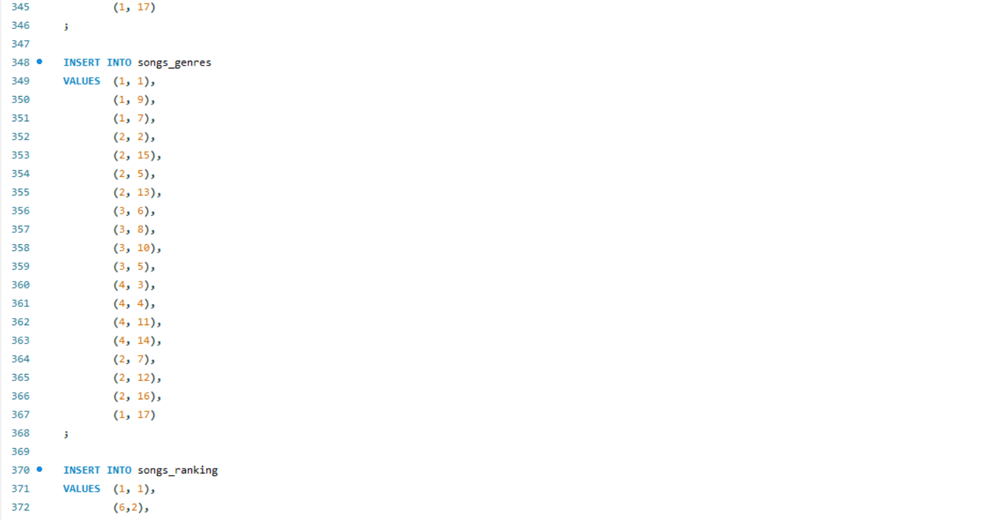 345 (1, 17)
346 ;
347
348 INSERT INTO songs_genres
349 VALUES (1, 1),
350 (1, 9),
351 (1, 7),
352 (2, 2),
353 (2, 15),
354 (2, 5),
355 (2, 13),
356 (3, 6),
357 (3, 8),
358 (3, 10),
359 (3, 5),
360 (4, 3),
361 (4, 4),
362 (4, 11),
363 (4, 14),
364 (2, 7),
365 (2, 12),
366 (2, 16),
367 (1, 17)
368 ;
369
370 INSERT INTO songs_ranking
371 VALUES (1, 1),
372 (6,2),